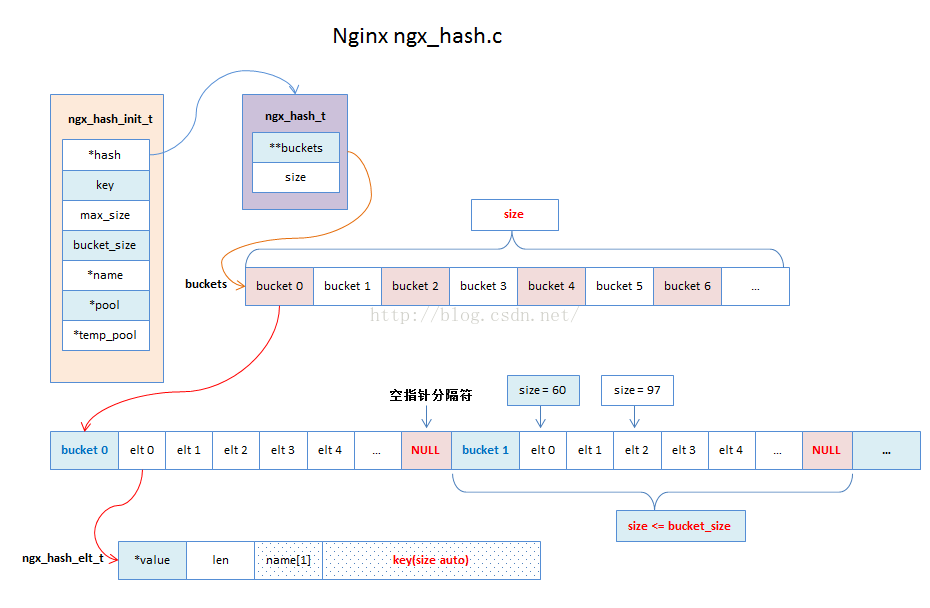 Nginx ngx_hash.c
ngx_hash_init_t
*hash
key
max_size
bucket_size
*name
*pool
*temp_pool
ngx_hash_t
**buckets
size
size
buckets
bucket 0 bucket 1 bucket 2 bucket 3 bucket 4 bucket 5 bucket 6 ...
http://blog.csdn.net/
空指针分隔符
size = 60
size = 97
bucket 0 elt 0 elt 1 elt 2 elt 3 elt 4 ... NULL bucket 1 elt 0 elt 1 elt 2 elt 3 elt 4 ... NULL ...
size <= bucket_size
ngx_hash_elt_t
*value len name[1] key(size auto)